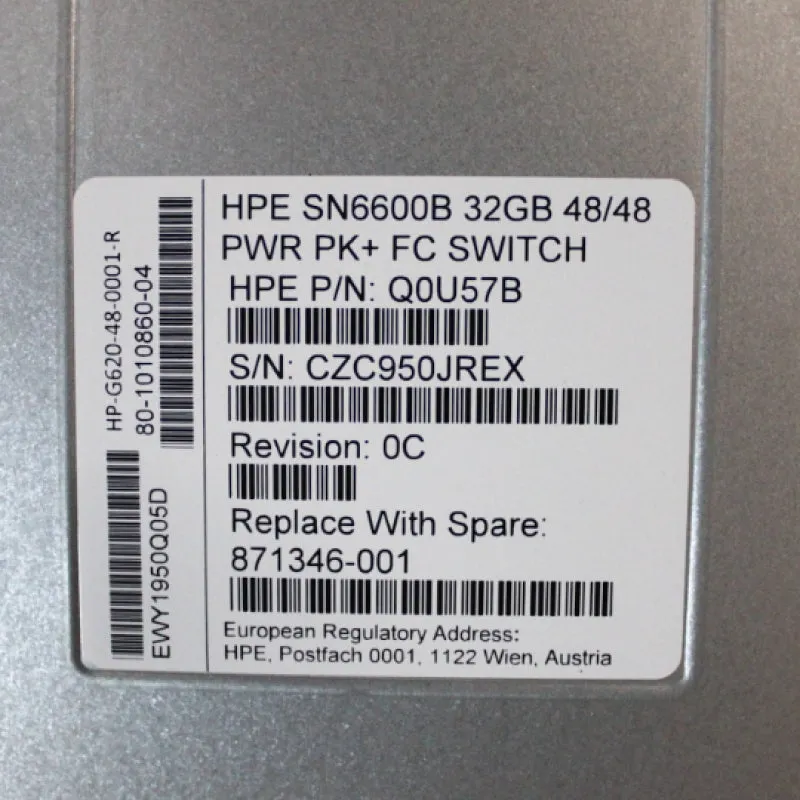 HPE SN6600B 32GB 48/48
PWR PK+ FC SWITCH
HPE P/N: Q0U57B
S/N: CZC950JREX
Revision: 0C
Replace With Spare:
871346-001
European Regulatory Address:
HPE, Postfach 0001, 1122 Wien, Austria
HP-G620-48-0001-R
80-1010860-04
EWY1950Q05D